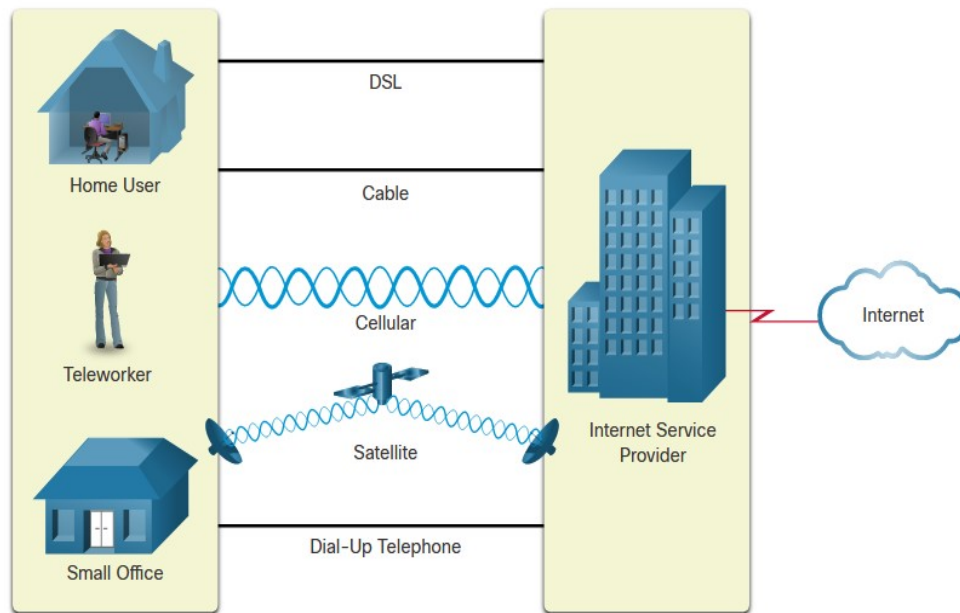 DSL
Home User
Cable
Cellular
Teleworker
Internet
Satellite
Internet Service
Provider
Dial-Up Telephone
Small Office